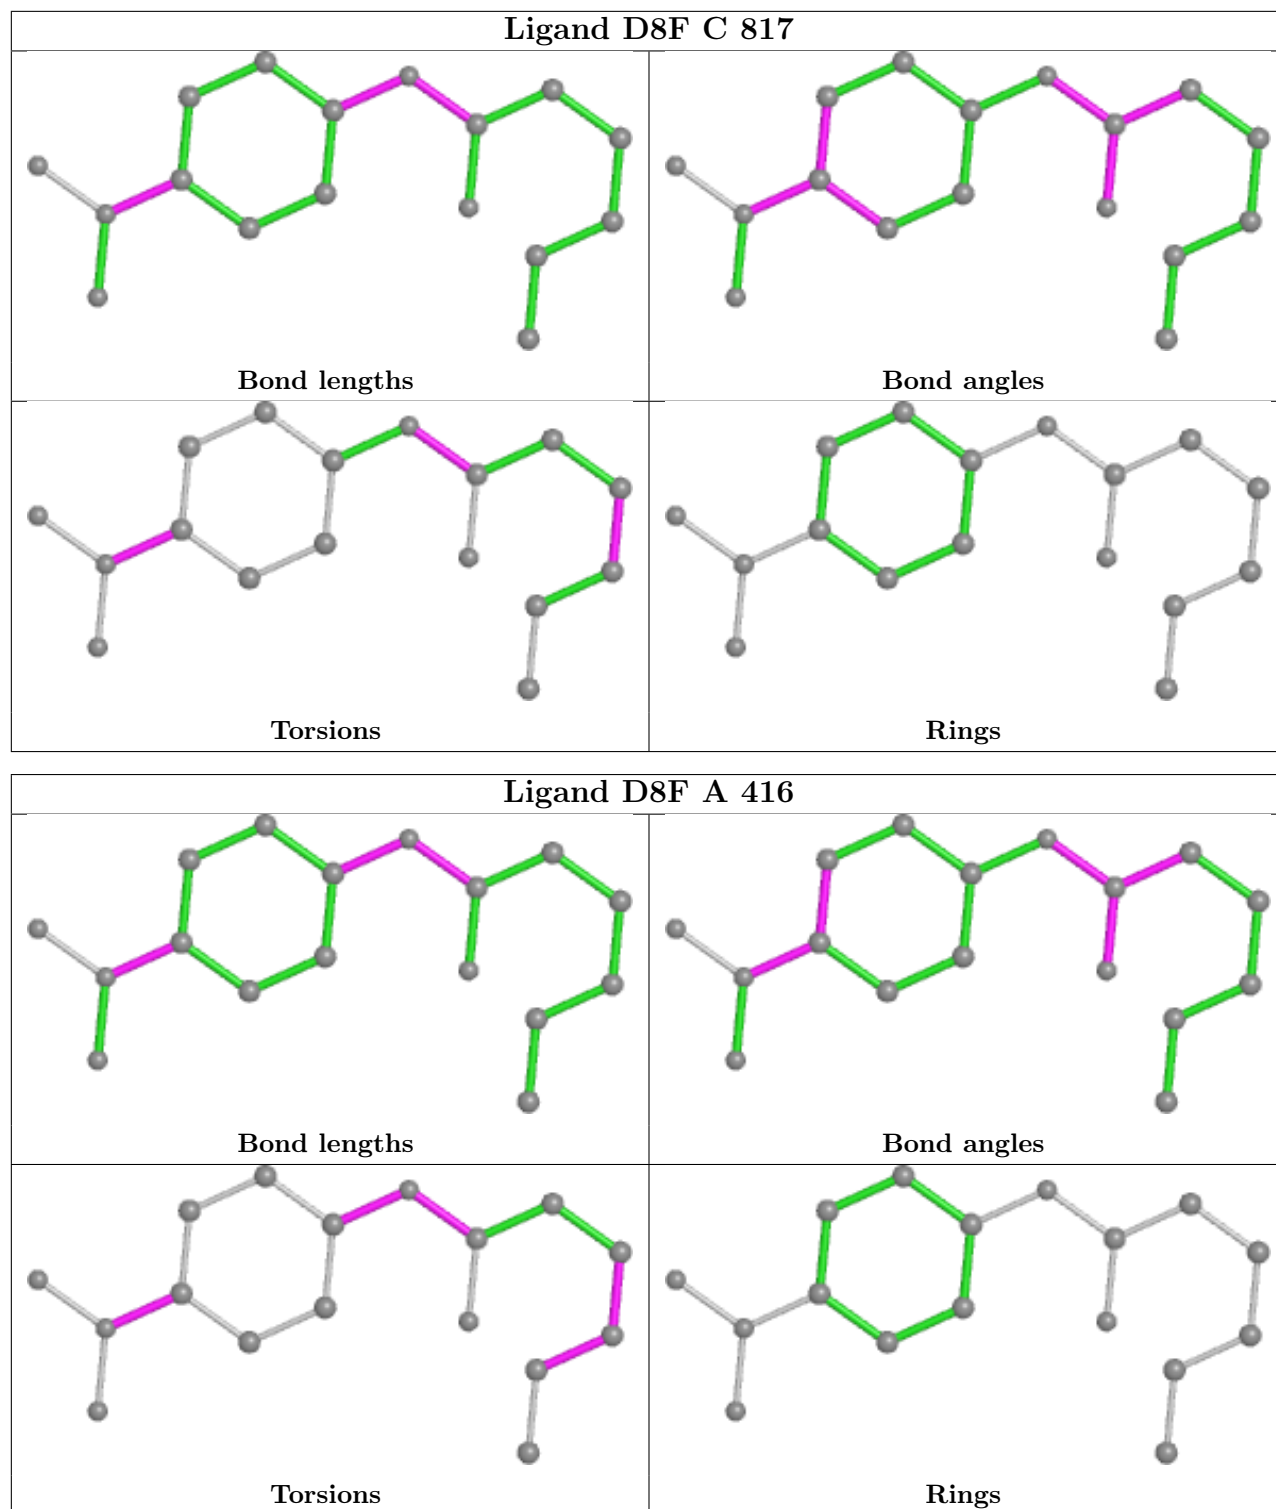 Ligand D8F C 817
Bond lengths
Bond angles
Torsions
Rings
Ligand D8F A 416
Bond lengths
Bond angles
Torsions
Rings